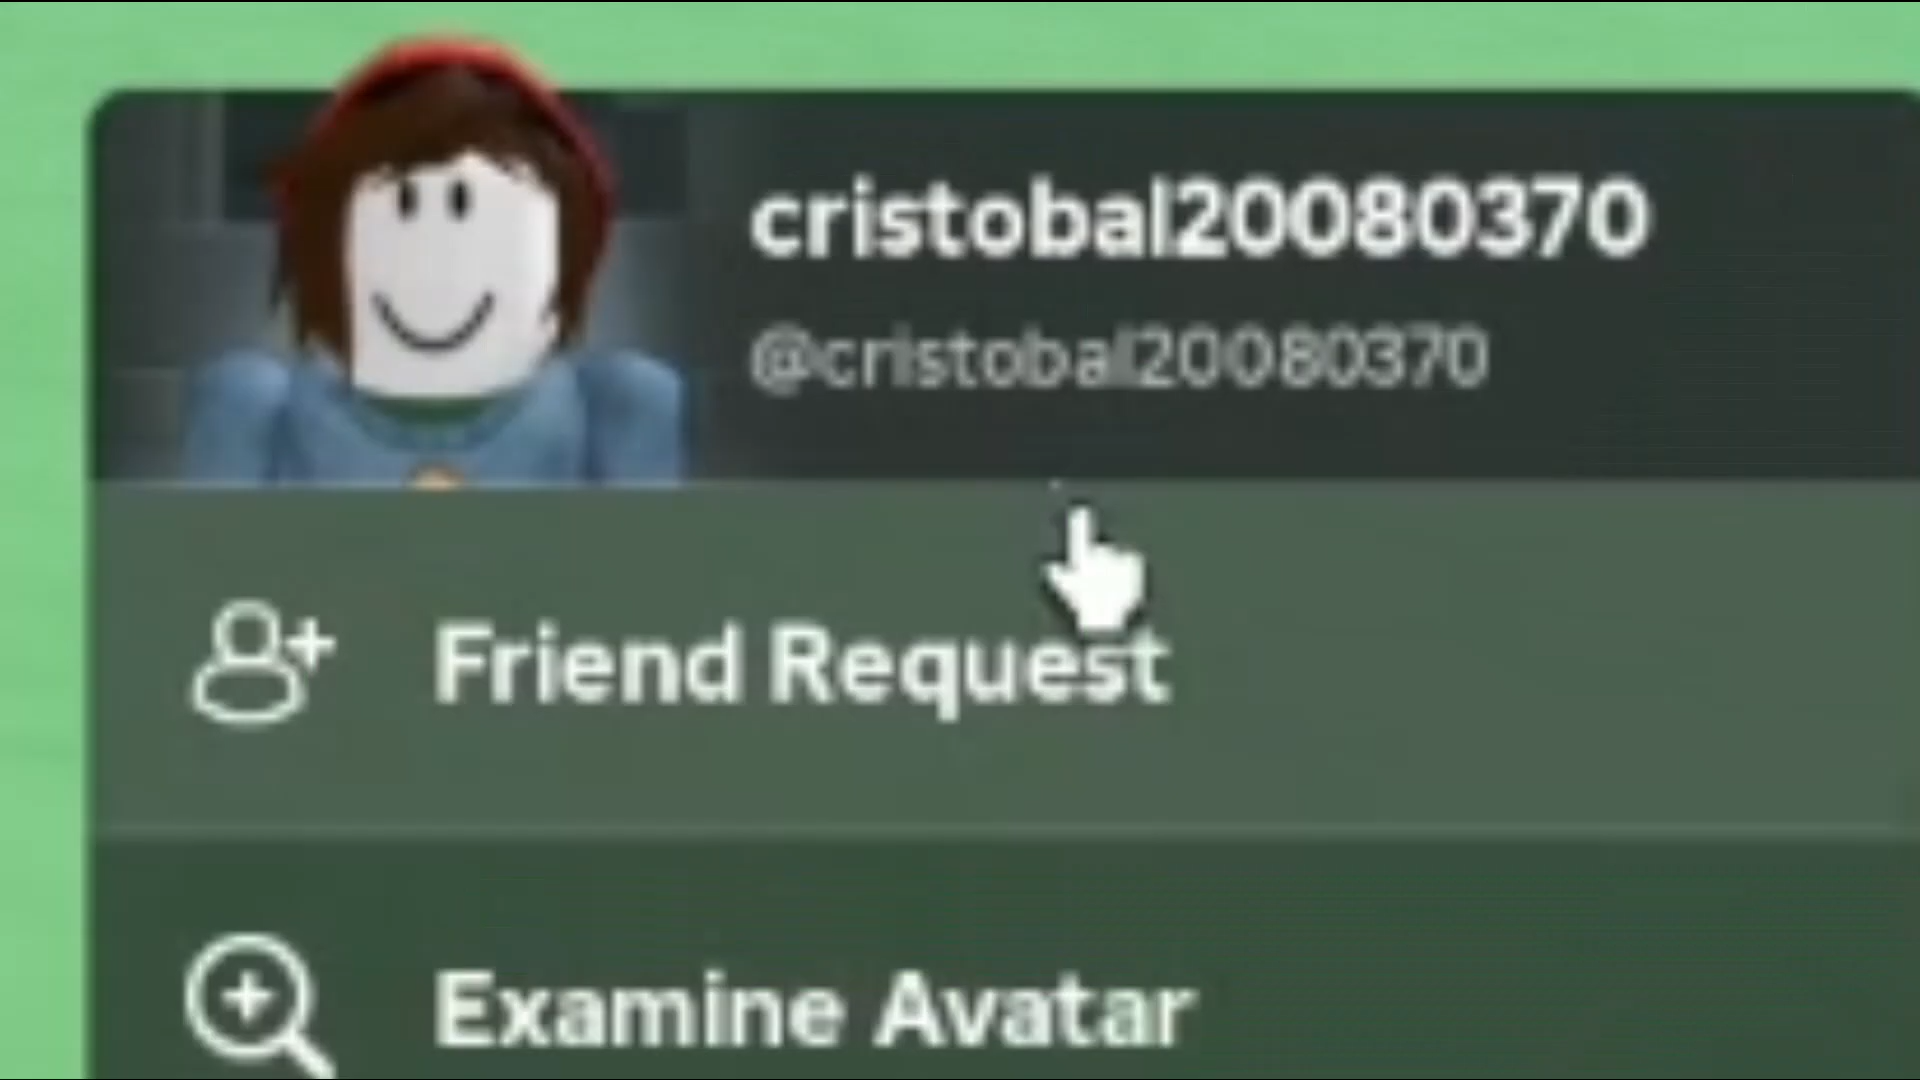 cristobal20080370
@cristobal20080370
Friend Request
Examine Avatar